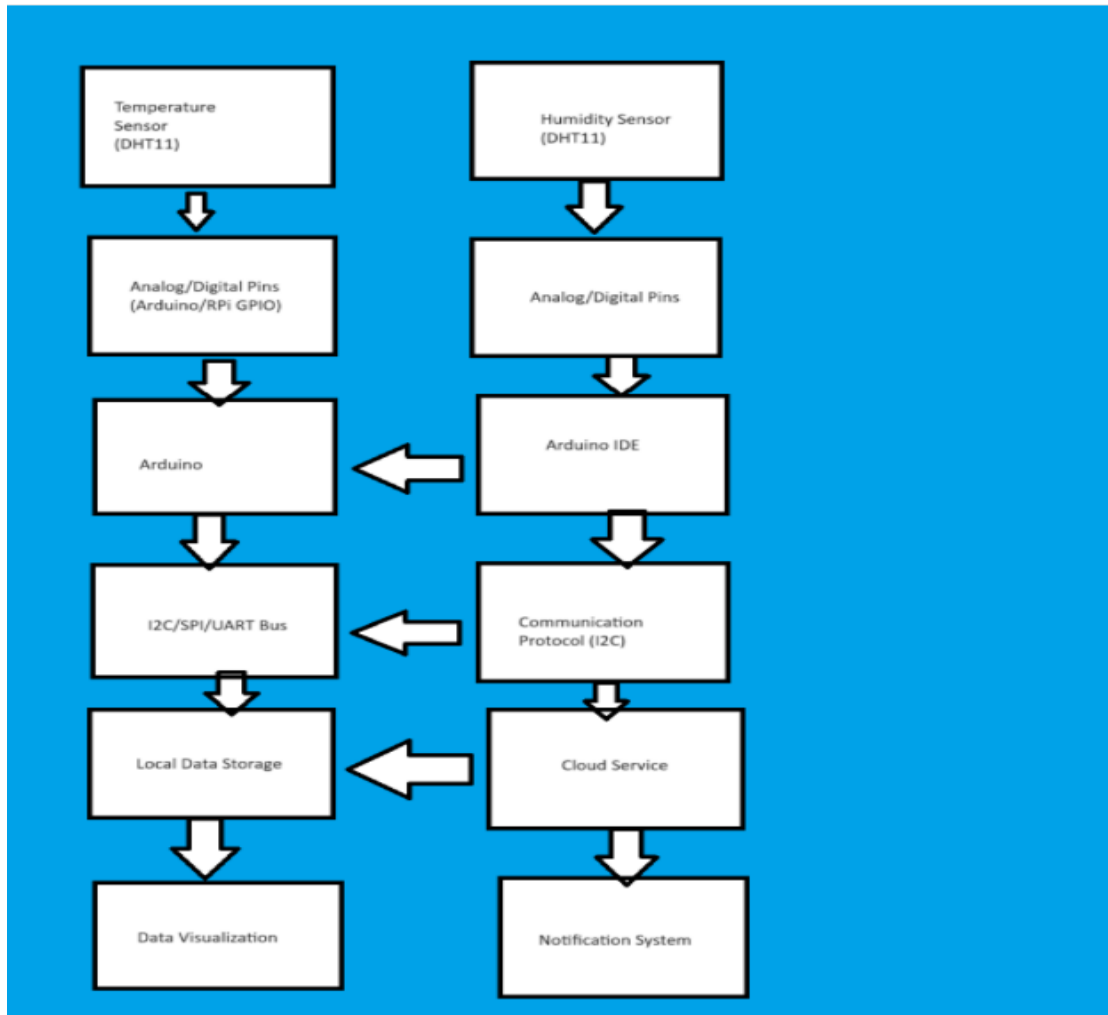 Temperature
Sensor
(DHT11)
Humidity Sensor
(DHT11)
Analog/Digital Pins
(Arduino/RPi GPIO)
Analog/Digital Pins
Arduino
Arduino IDE
I2C/SPI/UART Bus
Communication
Protocol (I2C)
Local Data Storage
Cloud Service
Data Visualization
Notification System